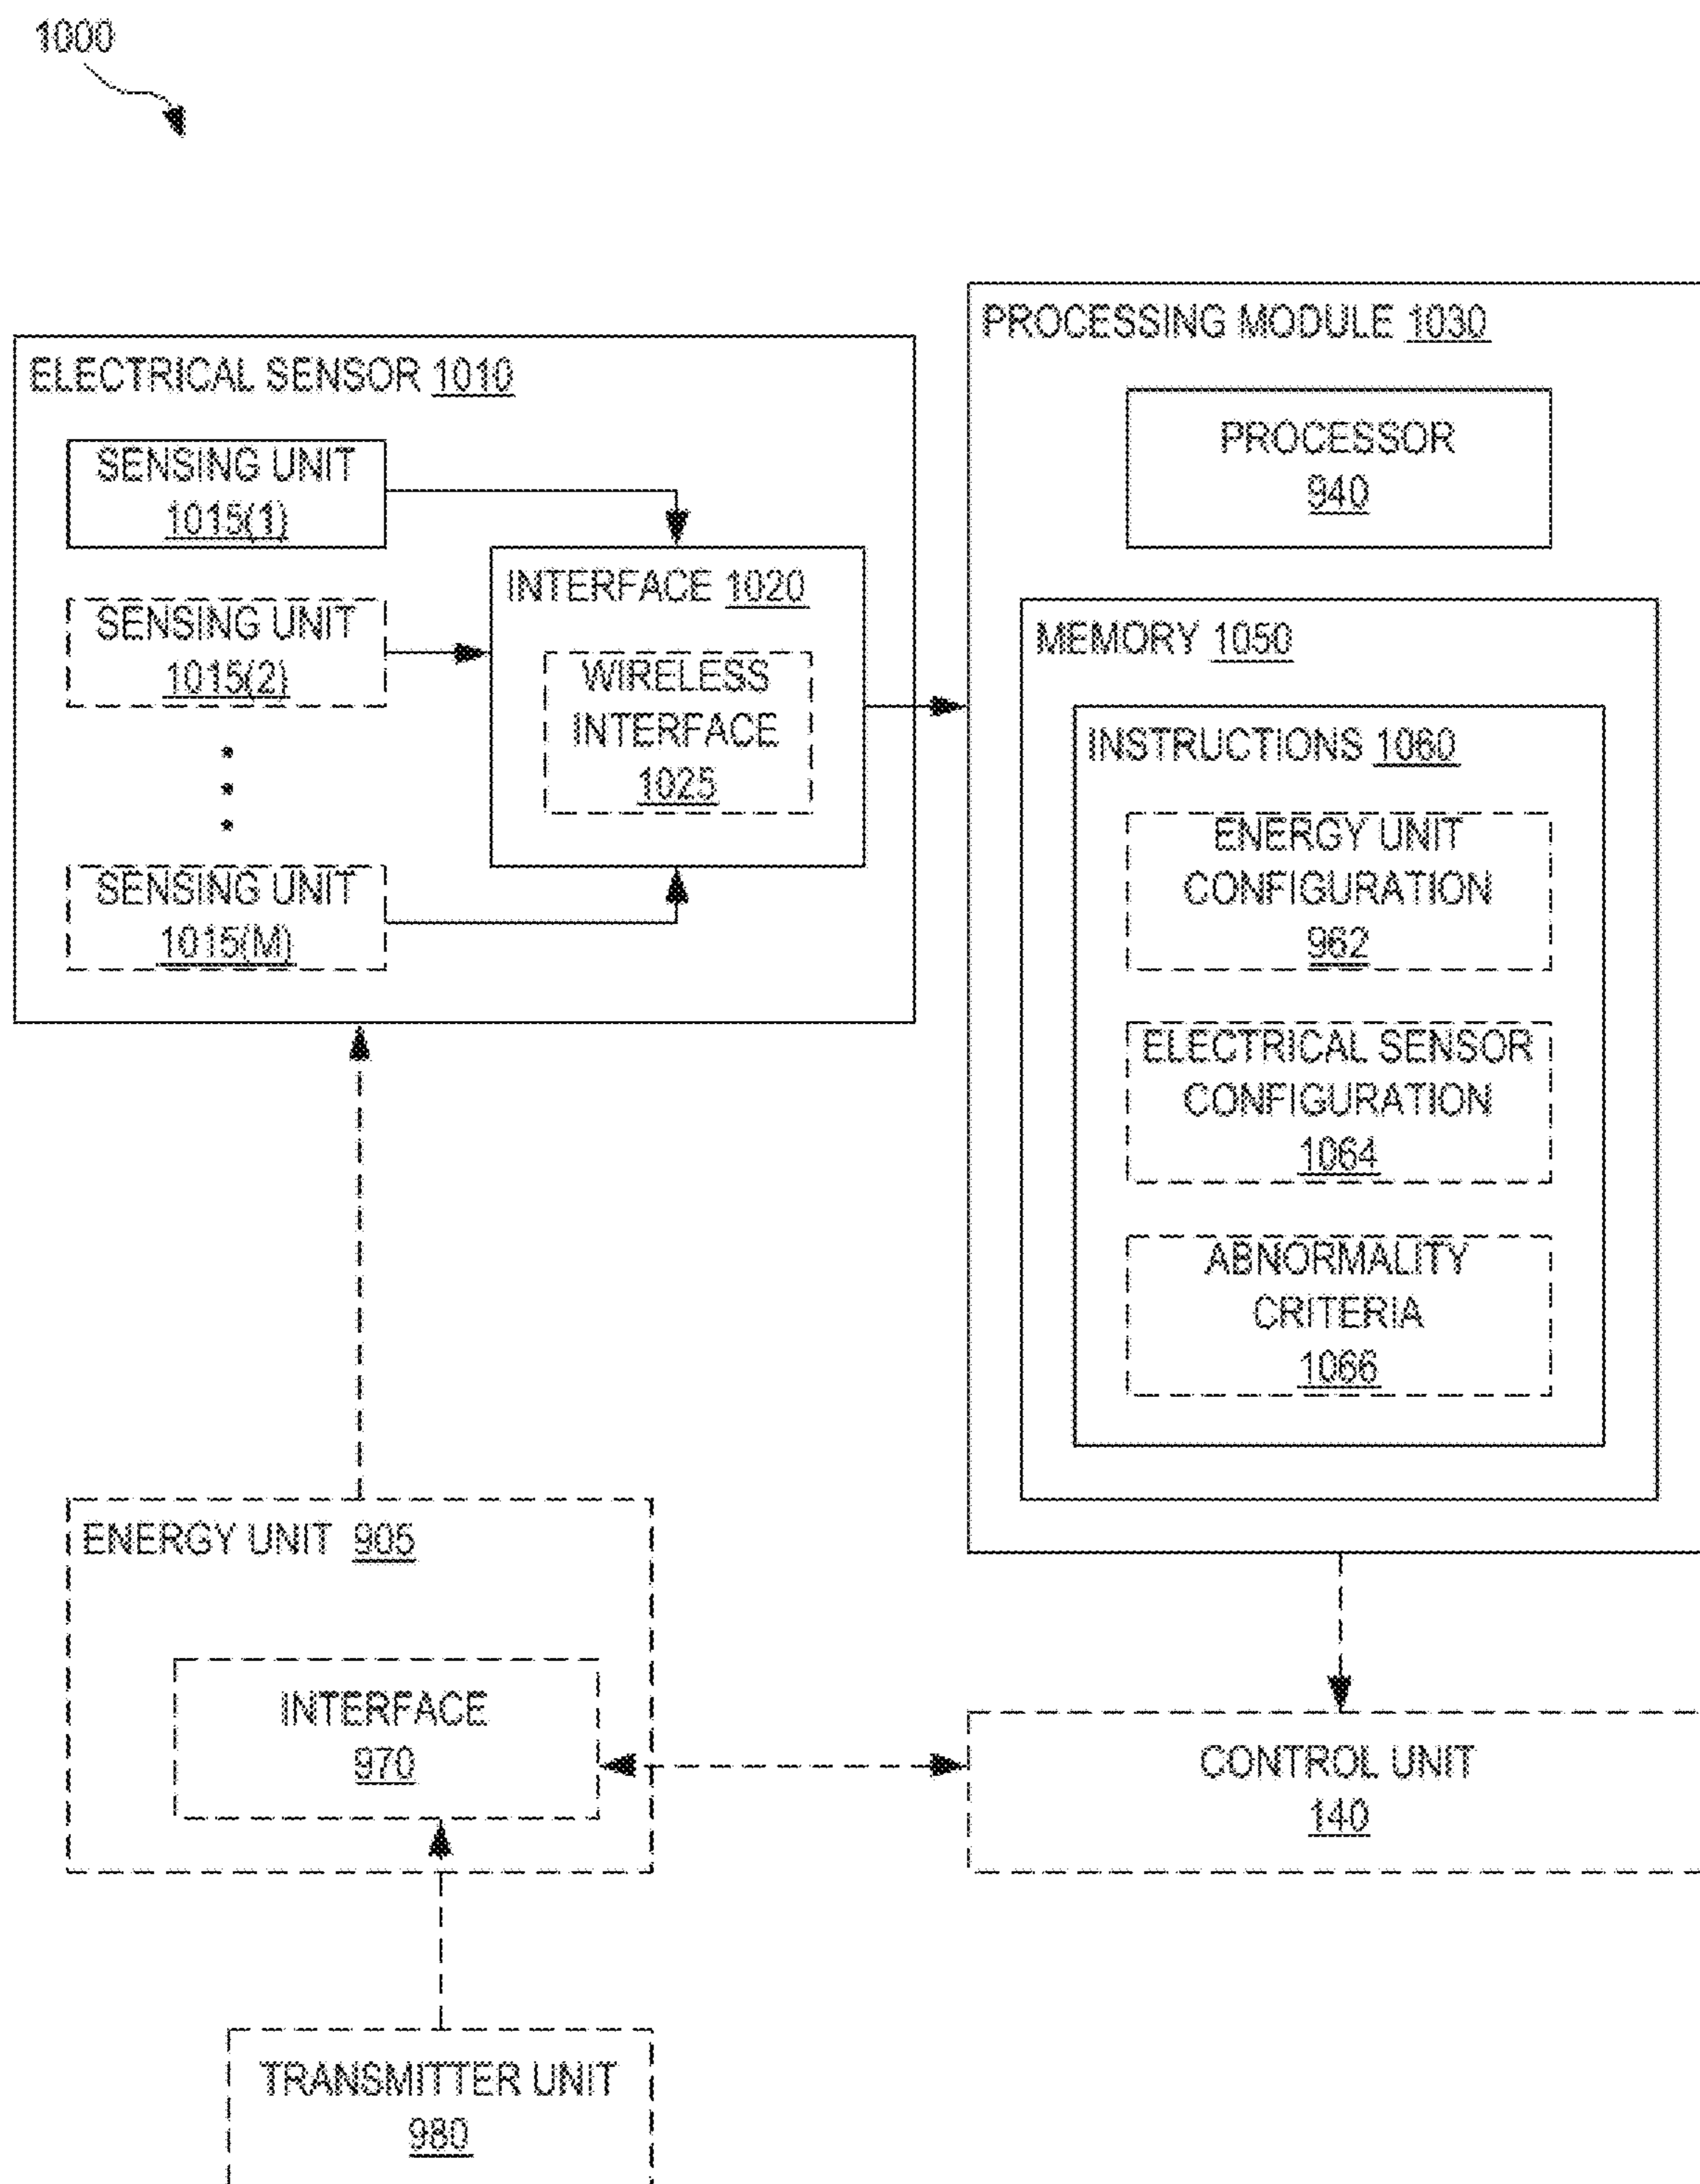 1000
ELECTRICAL SENSOR 1010
SENSING UNIT
1015(1)
SENSING UNIT
1015(2)
SENSING UNIT
1015(M)
INTERFACE 1020
WIRELESS
INTERFACE
1025
PROCESSING MODULE 1030
PROCESSOR
940
MEMORY 1050
INSTRUCTIONS 1060
ENERGY UNIT
CONFIGURATION
962
ELECTRICAL SENSOR
CONFIGURATION
1064
ABNORMALITY
CRITERIA
1066
ENERGY UNIT 905
INTERFACE
970
CONTROL UNIT
140
TRANSMITTER UNIT
980